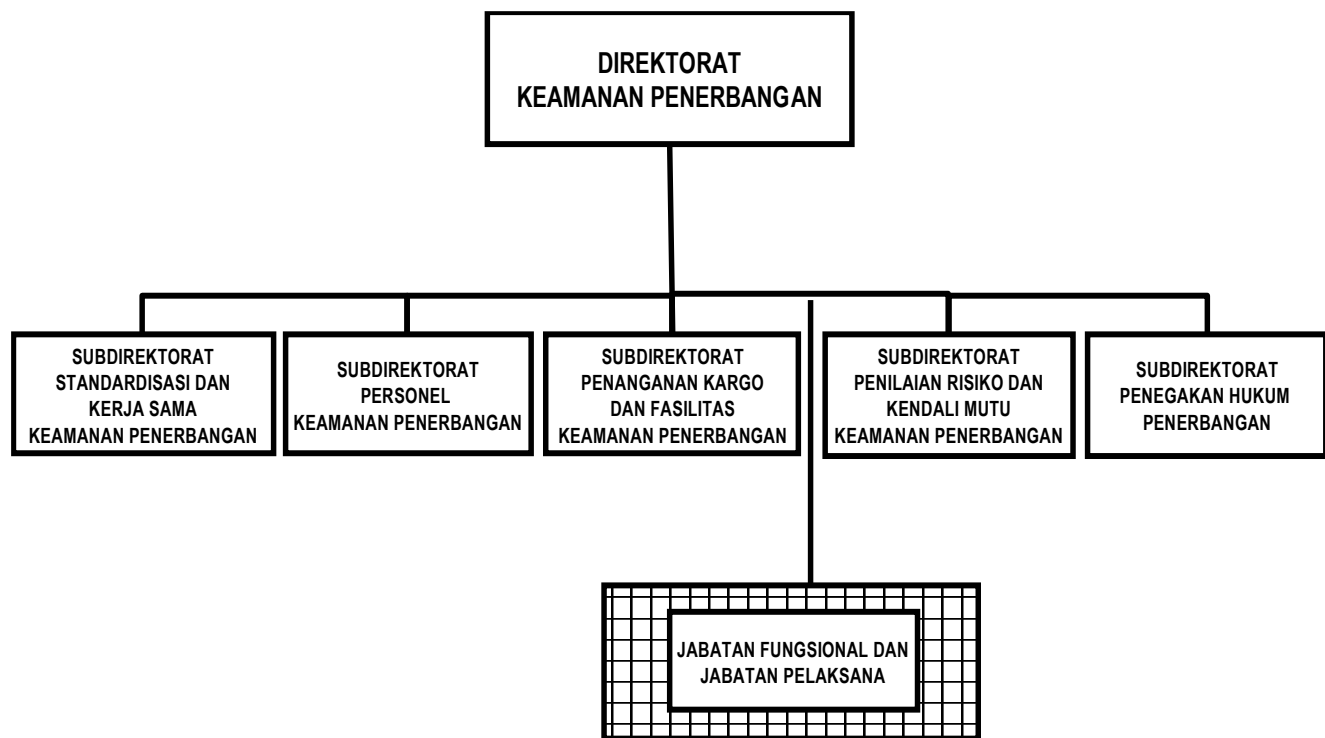 DIREKTORAT
KEAMANAN PENERBANGAN
SUBDIREKTORAT
STANDARDISASI DAN
KERJA SAMA
KEAMANAN PENERBANGAN
SUBDIREKTORAT
PERSONEL
KEAMANAN PENERBANGAN
SUBDIREKTORAT
PENANGANAN KARGO
DAN FASILITAS
KEAMANAN PENERBANGAN
SUBDIREKTORAT
PENILAIAN RISIKO DAN
KENDALI MUTU
KEAMANAN PENERBANGAN
SUBDIREKTORAT
PENEGAKAN HUKUM
PENERBANGAN
JABATAN FUNGSIONAL DAN
JABATAN PELAKSANA